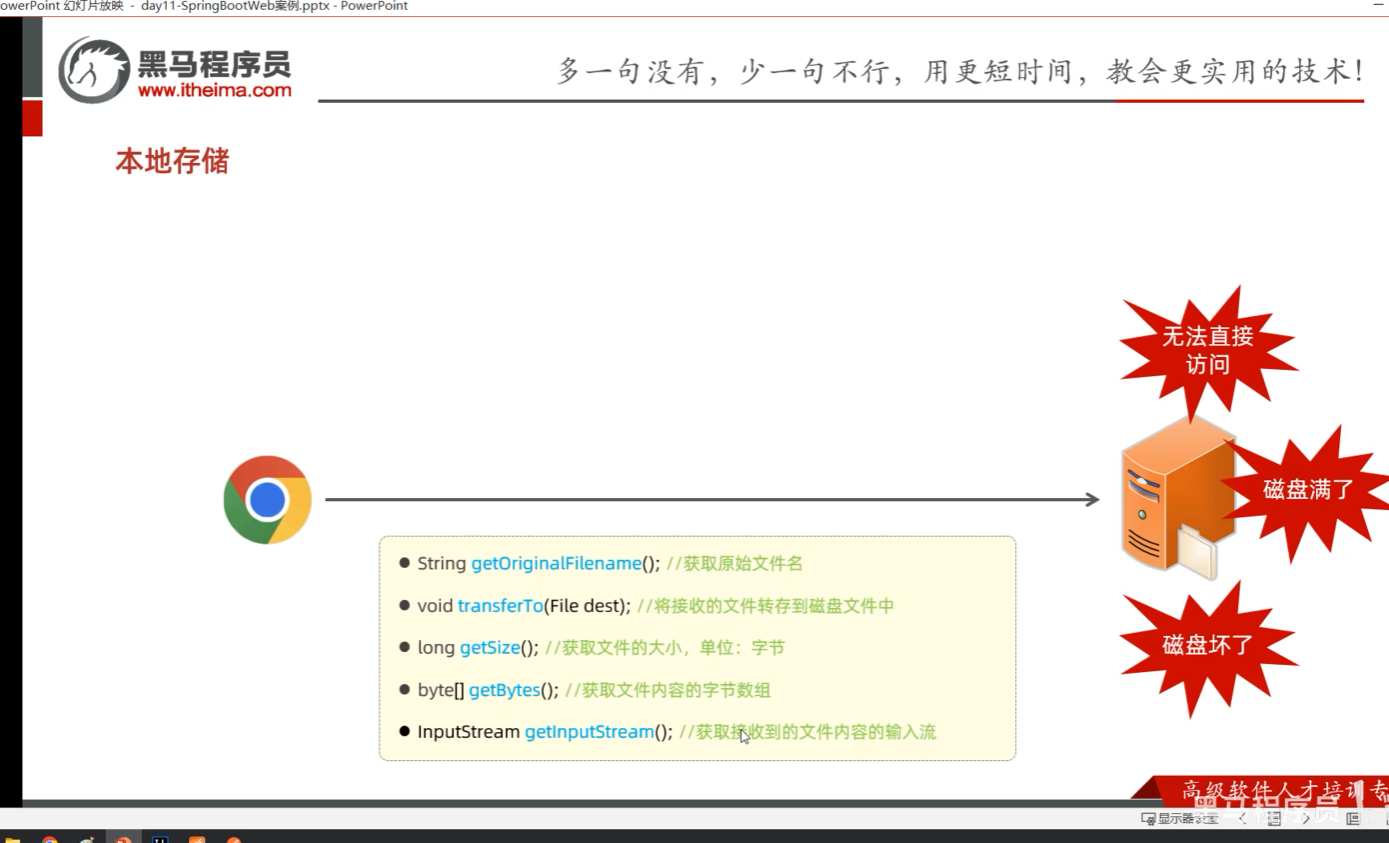 owerPoint 幻灯片放映 - day11-SpringBootWeb案例.pptx - PowerPoint
黑马程序员
www.itheima.com
多一句没有，少一句不行，用更短时间，教会更实用的技术！
本地存储
无法直接
访问
磁盘满了
● String getOriginalFilename(); //获取原始文件名
● void transferTo(File dest); //将接收的文件转存到磁盘文件中
● long getSize(); //获取文件的大小，单位：字节
● byte[] getBytes(); //获取文件内容的字节数组
● InputStream getInputStream(); //获取接收到的文件内容的输入流
磁盘坏了
高级软件人才培训专
黑马程序员
显示器设置